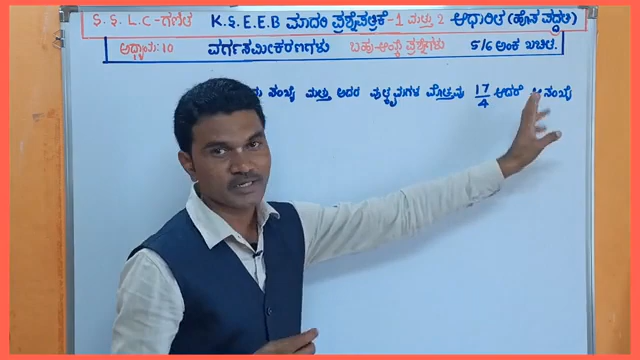 S.S.L.C-ಗಣಿತ K.S.E.E.B ಮಾದರಿ ಪ್ರಶ್ನೆಪತ್ರಿಕೆ-1 ಮತ್ತು 2 ಆಧಾರಿತ (ಹೊಸ ಪದ್ಧತಿ)
ಅಧ್ಯಾಯ:10 ವರ್ಗಸಮೀಕರಣಗಳು ಬಹು-ಆಯ್ಕೆ ಪ್ರಶ್ನೆಗಳು 5/6 ಅಂಕ ಖಚಿತ.
ಸಂಖ್ಯೆ ಮತ್ತು ಅದರ ವ್ಯುತ್ಕ್ರಮಗಳ ಮೊತ್ತವು 17/4 ಆದರೆ ಆ ಸಂಖ್ಯೆ